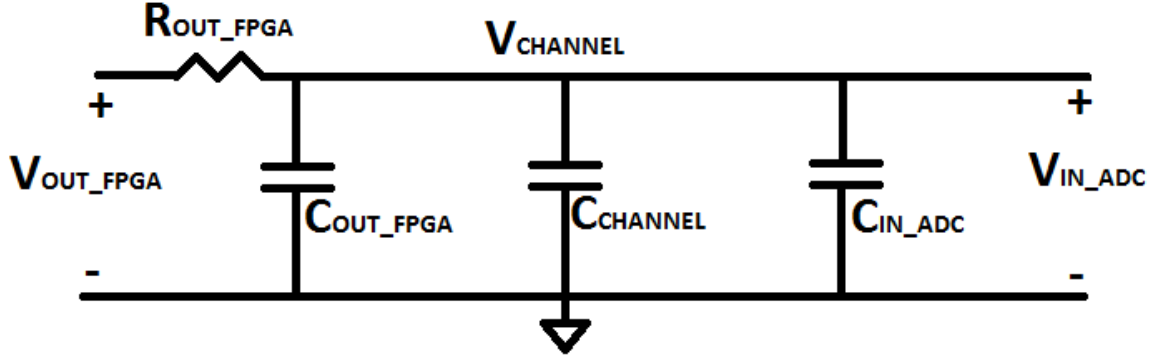 ROUT_FPGA
VCHANNEL
+
+
VOUT_FPGA
VIN_ADC
COUT_FPGA
CCHANNEL
CIN_ADC
-
-